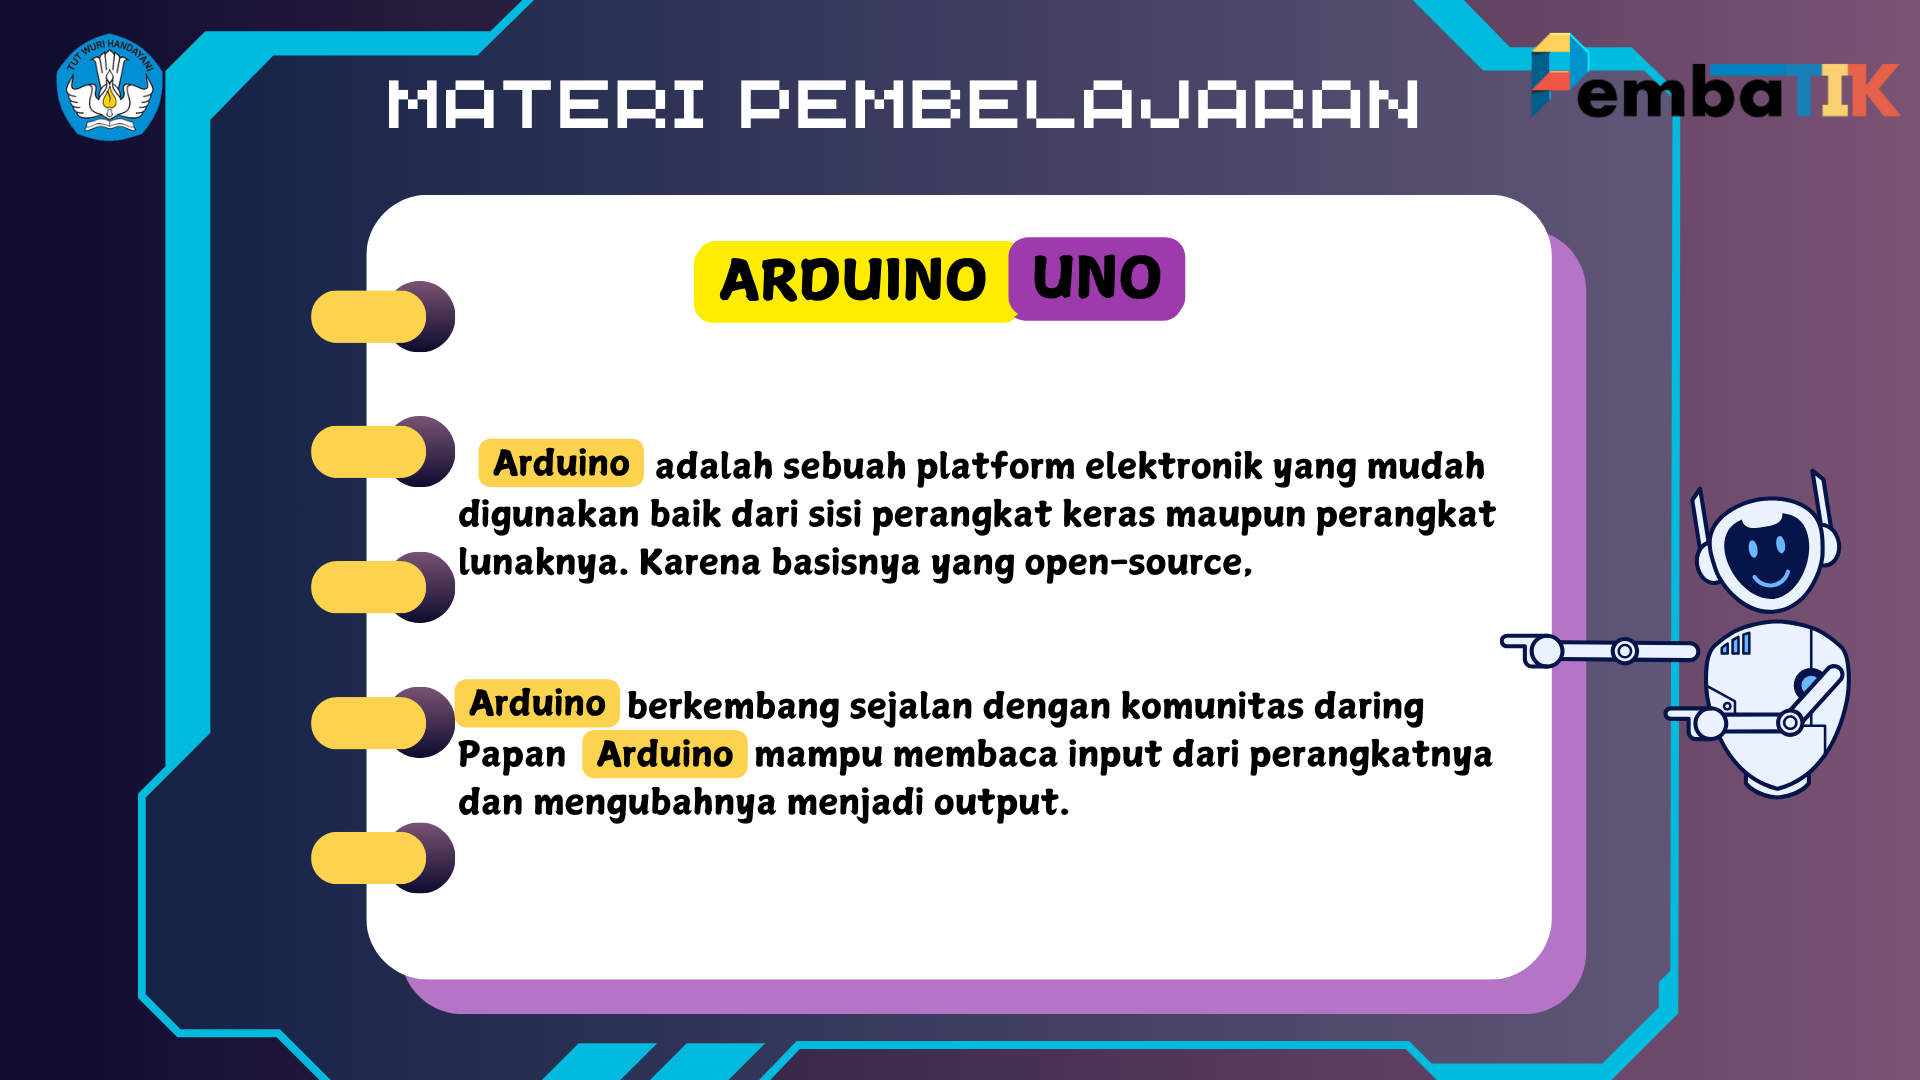 TUT WURI HANDAYANI
PembaTIK
MATERI PEMBELAJARAN
ARDUINO UNO
Arduino adalah sebuah platform elektronik yang mudah
digunakan baik dari sisi perangkat keras maupun perangkat
lunaknya. Karena basisnya yang open-source,
Arduino berkembang sejalan dengan komunitas daring
Papan Arduino mampu membaca input dari perangkatnya
dan mengubahnya menjadi output.